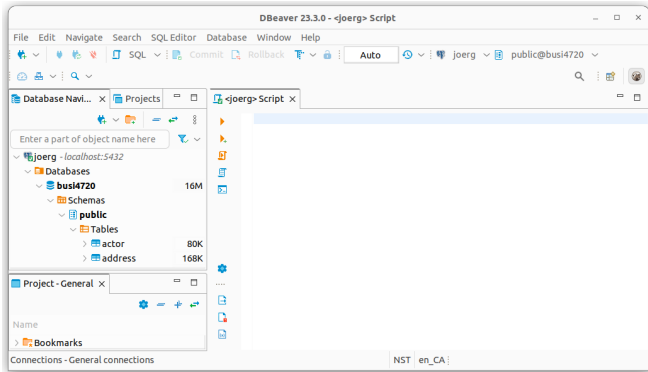 DBeaver 23.3.0 - <joerg> Script
File Edit Navigate Search SQL Editor Database Window Help
SQL Commit Rollback Auto joerg public@busi4720
Database Navi... Projects <joerg> Script
Enter a part of object name here
joerg - localhost:5432
Databases
busi4720 16M
Schemas
public
Tables
actor 80K
address 168K
Project - General
Name
Bookmarks
Connections - General connections NST en_CA